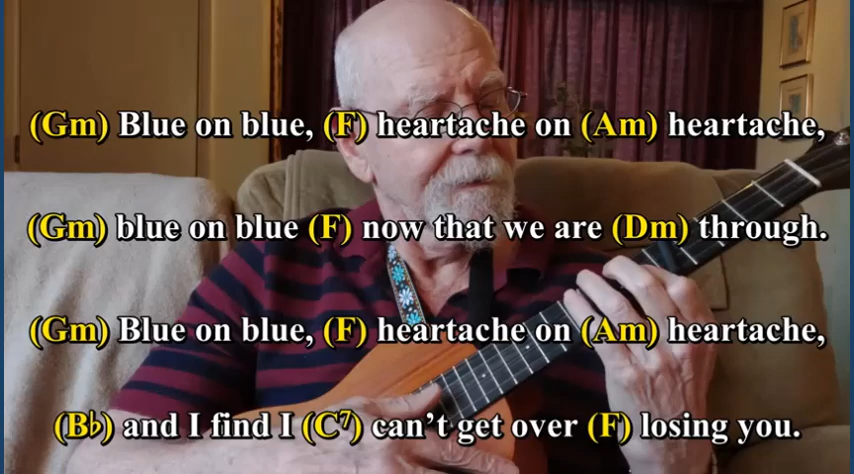 (Gm) Blue on blue, (F) heartache on (Am) heartache,
(Gm) blue on blue (F) now that we are (Dm) through.
(Gm) Blue on blue, (F) heartache on (Am) heartache,
(B♭) and I find I (C⁷) can’t get over (F) losing you.